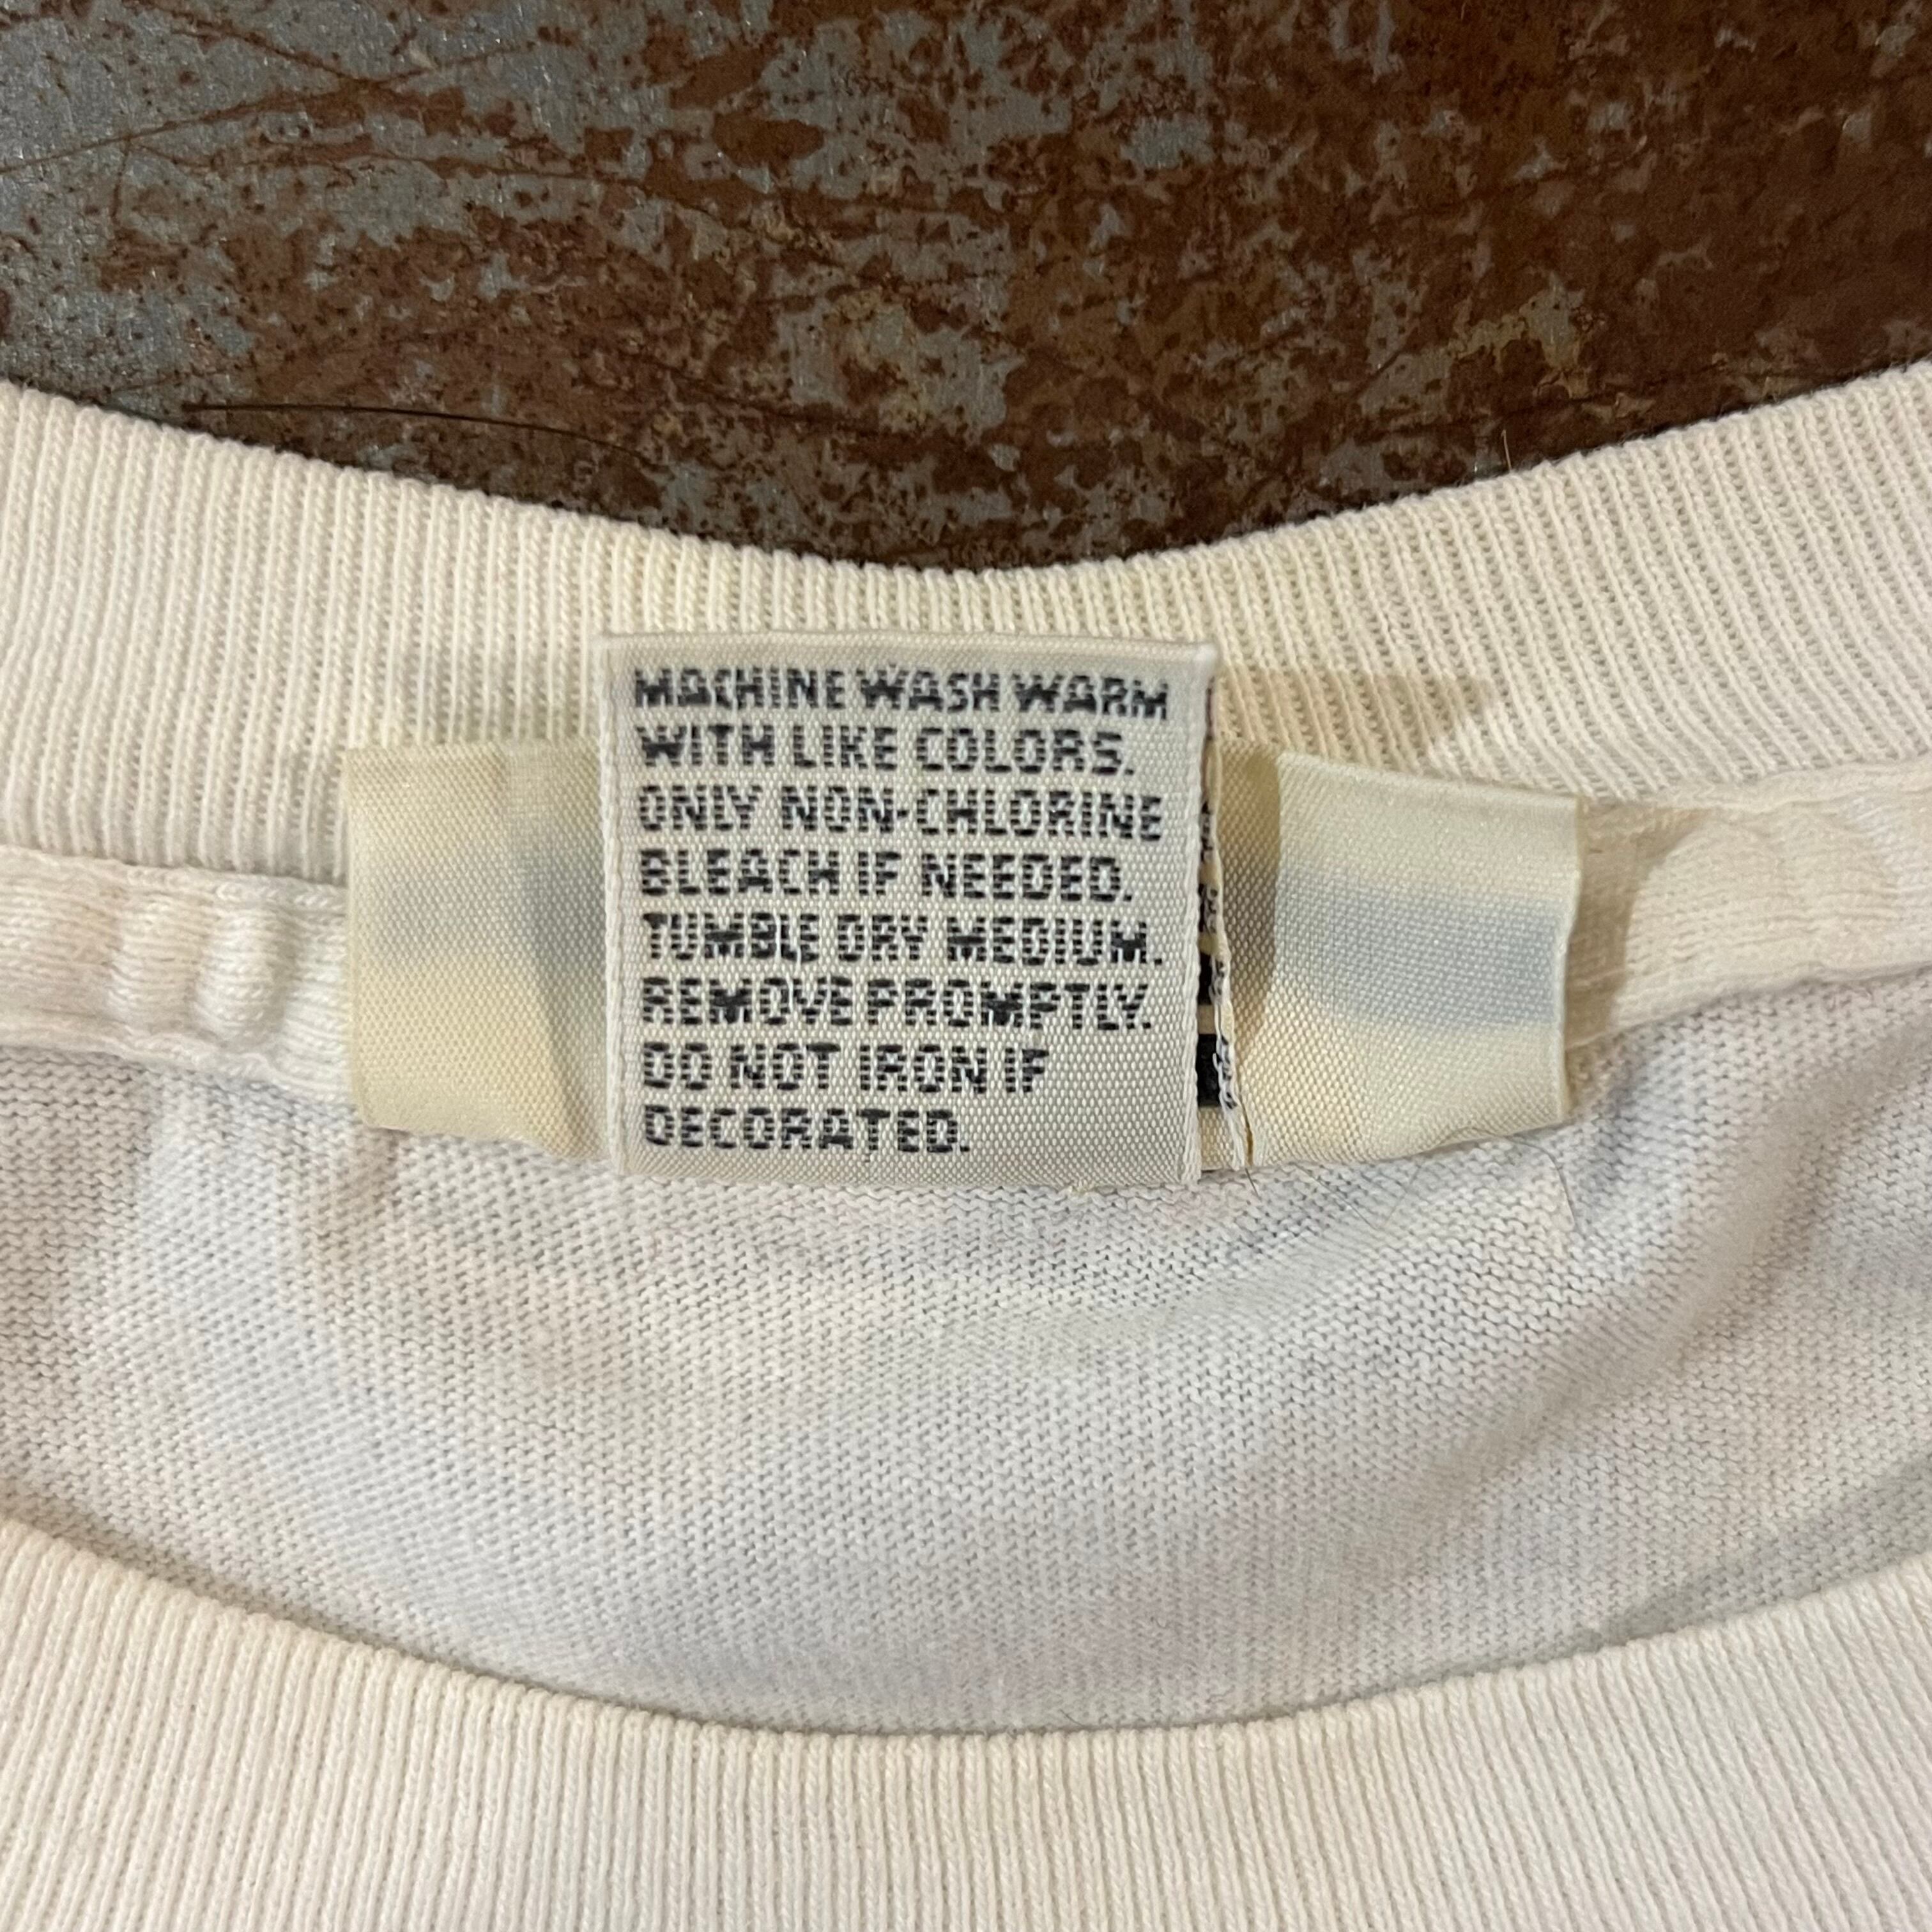 MACHINE WASH WARM
WITH LIKE COLORS.
ONLY NON-CHLORINE
BLEACH IF NEEDED.
TUMBLE DRY MEDIUM.
REMOVE PROMPTLY.
DO NOT IRON IF
DECORATED.